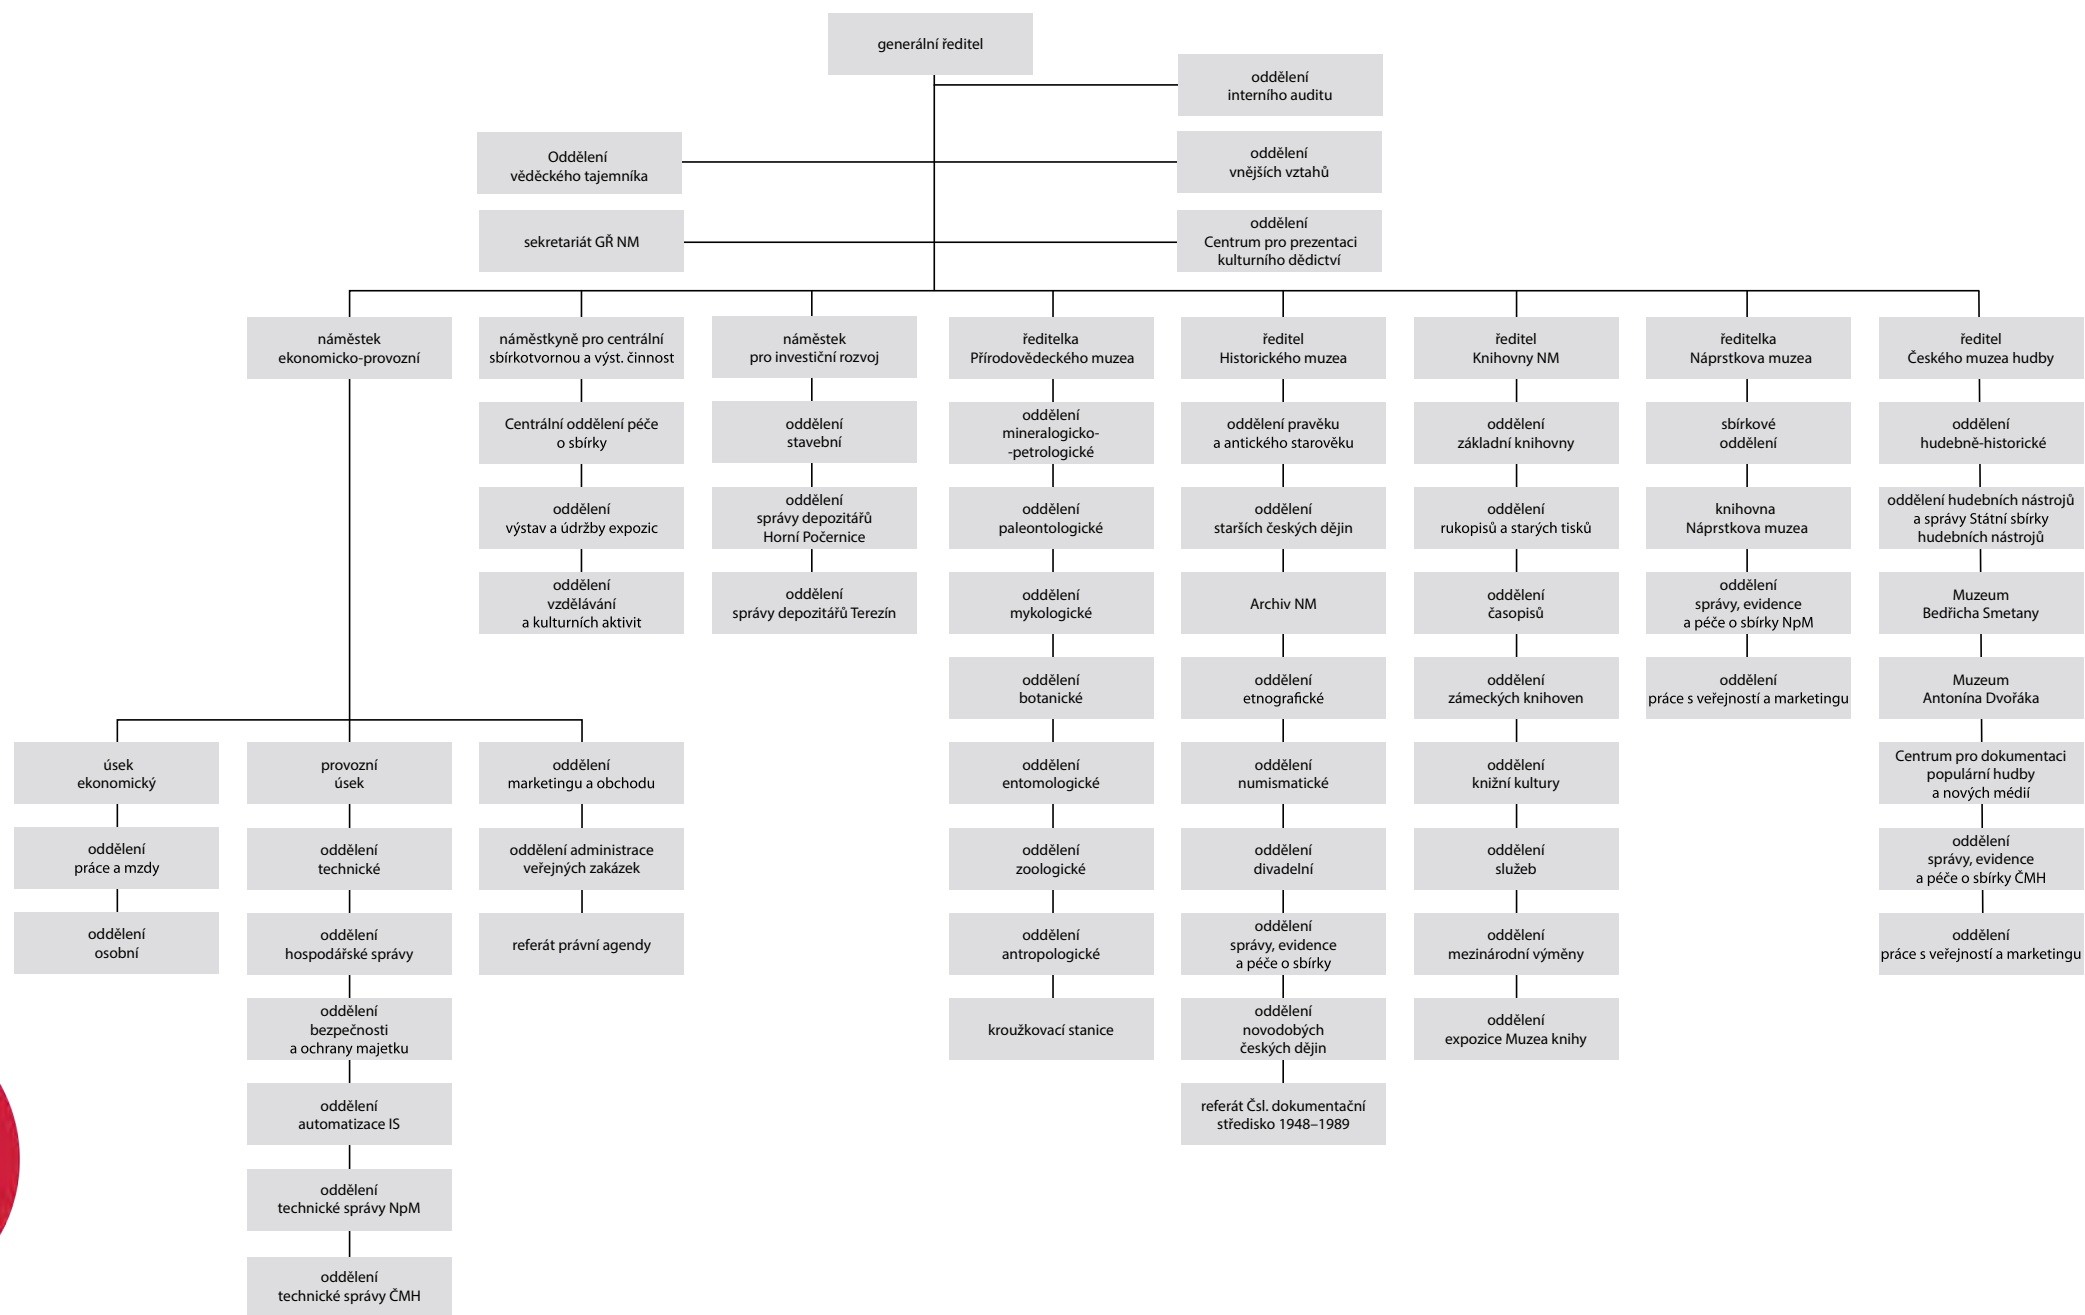 generální ředitel
oddělení
interního auditu
Oddělení
věděckého tajemníka
oddělení
vnějších vztahů
sekretariát GŘ NM
oddělení
Centrum pro prezentaci
kulturního dědictví
náměstek
ekonomicko-provozní
náměstkyně pro centrální
sbírkotvornou a výst. činnost
náměstek
pro investiční rozvoj
ředitelka
Přírodovědeckého muzea
ředitel
Historického muzea
ředitel
Knihovny NM
ředitelka
Náprstkova muzea
ředitel
Českého muzea hudby
Centrální oddělení péče
o sbírky
oddělení
výstav a údržby expozic
oddělení
vzdělávání
a kulturních aktivit
oddělení
stavební
oddělení
správy depozitářů
Horní Počernice
oddělení
správy depozitářů Terezín
oddělení
mineralogicko-
-petrologické
oddělení
paleontologické
oddělení
mykologické
oddělení
botanické
oddělení
entomologické
oddělení
zoologické
oddělení
antropologické
kroužkovací stanice
oddělení pravěku
a antického starověku
oddělení
starších českých dějin
Archiv NM
oddělení
etnografické
oddělení
numismatické
oddělení
divadelní
oddělení
správy, evidence
a péče o sbírky
oddělení
novodobých
českých dějin
referát Čsl. dokumentační
středisko 1948–1989
oddělení
základní knihovny
oddělení
rukopisů a starých tisků
oddělení
časopisů
oddělení
zámeckých knihoven
oddělení
knižní kultury
oddělení
služeb
oddělení
mezinárodní výměny
oddělení
expozice Muzea knihy
sbírkové
oddělení
knihovna
Náprstkova muzea
oddělení
správy, evidence
a péče o sbírky NpM
oddělení
práce s veřejností a marketingu
oddělení
hudebně-historické
oddělení hudebních nástrojů
a správy Státní sbírky
hudebních nástrojů
Muzeum
Bedřicha Smetany
Muzeum
Antonína Dvořáka
Centrum pro dokumentaci
populární hudby
a nových médií
oddělení
správy, evidence
a péče o sbírky ČMH
oddělení
práce s veřejností a marketingu
úsek
ekonomický
oddělení
práce a mzdy
oddělení
osobní
provozní
úsek
oddělení
technické
oddělení
hospodářské správy
oddělení
bezpečnosti
a ochrany majetku
oddělení
automatizace IS
oddělení
technické správy NpM
oddělení
technické správy ČMH
oddělení
marketingu a obchodu
oddělení administrace
veřejných zakázek
referát právní agendy